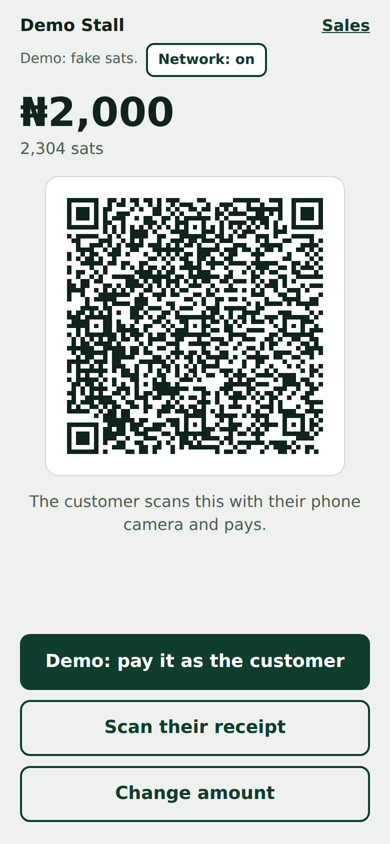 Demo Stall
Sales
Demo: fake sats.
Network: on
₦2,000
2,304 sats
The customer scans this with their phone
camera and pays.
Demo: pay it as the customer
Scan their receipt
Change amount